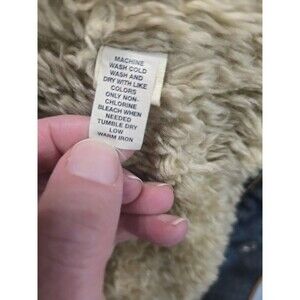 MACHINE
WASH COLD
WASH AND
DRY WITH LIKE
COLORS
ONLY NON-
CHLORINE
BLEACH WHEN
NEEDED
TUMBLE DRY
LOW
WARM IRON